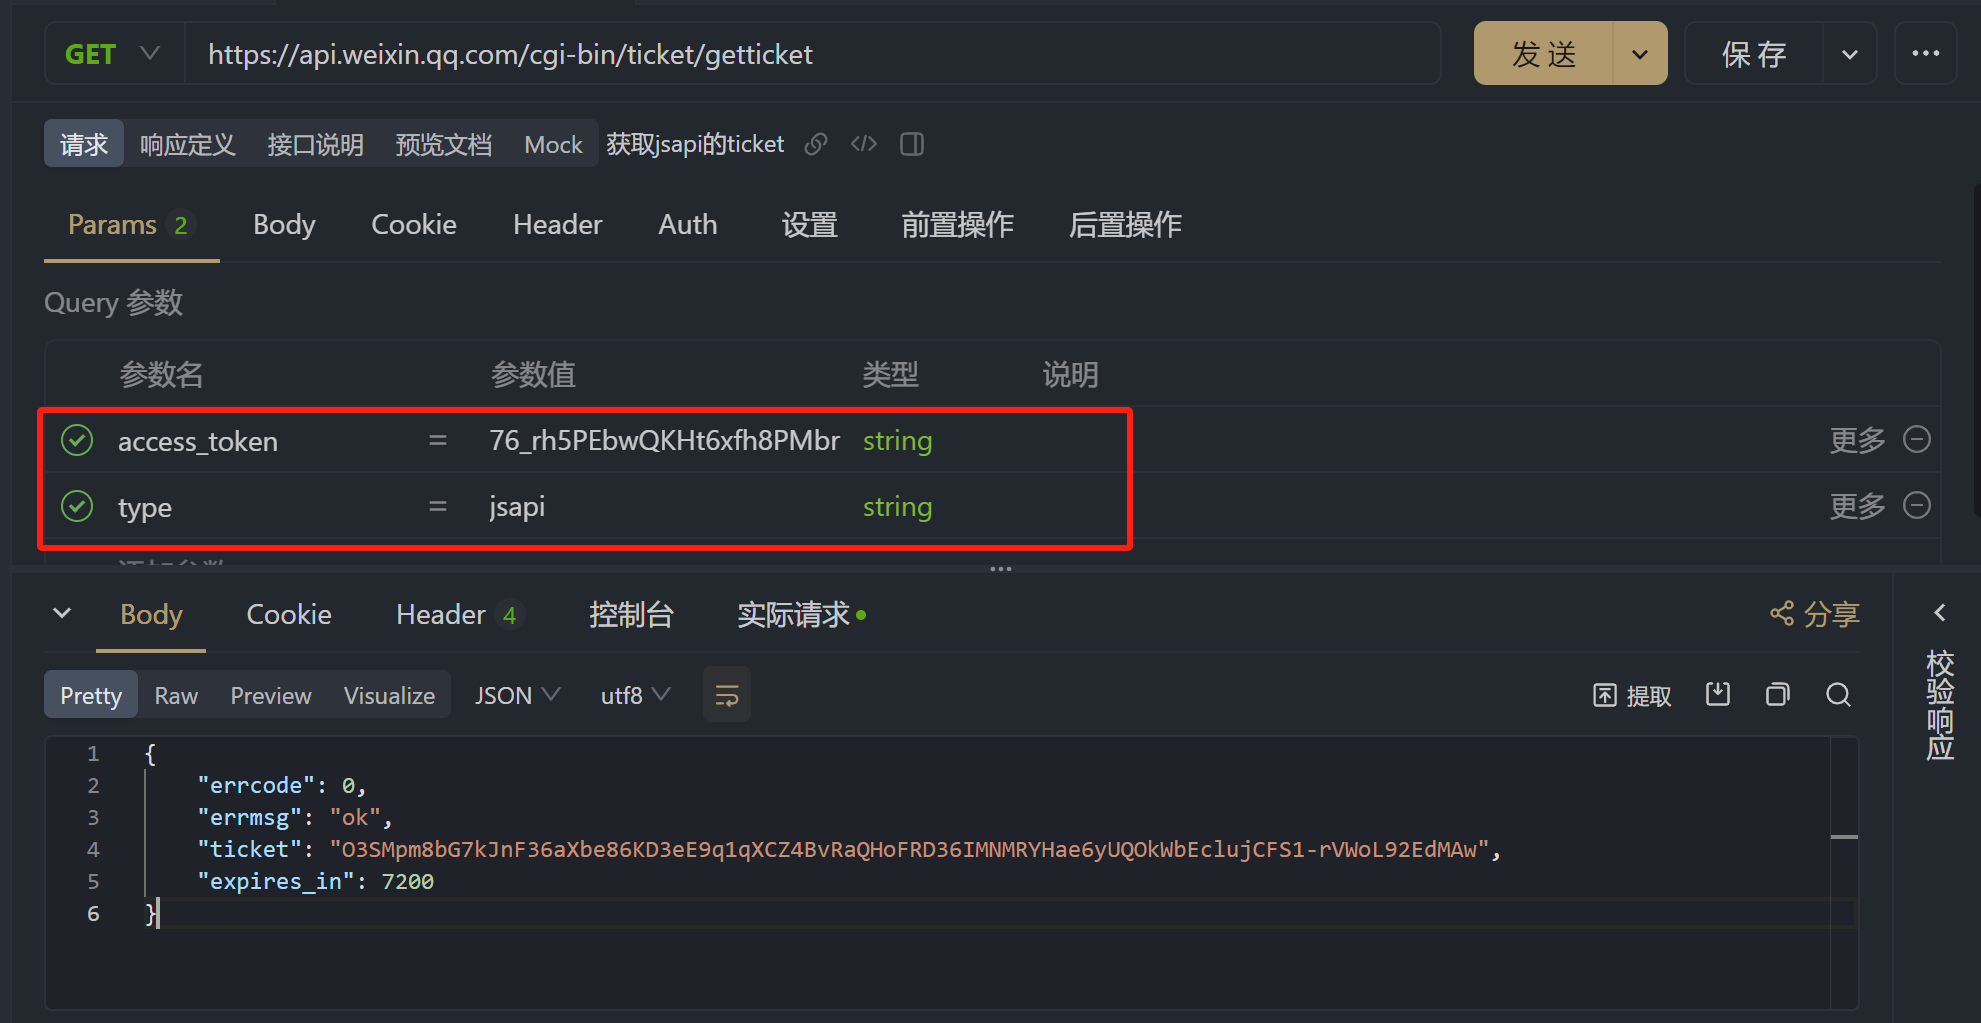 GET https://api.weixin.qq.com/cgi-bin/ticket/getticket 发送 保存
请求 响应定义 接口说明 预览文档 Mock 获取jsapi的ticket
Params 2 Body Cookie Header Auth 设置 前置操作 后置操作
Query 参数
参数名 参数值 类型 说明
access_token = 76_rh5PEbwQKHt6xfh8PMbr string 更多
type = jsapi string 更多
Body Cookie Header 4 控制台 实际请求 分享
校验响应
Pretty Raw Preview Visualize JSON utf8 提取
1 {
2 "errcode": 0,
3 "errmsg": "ok",
4 "ticket": "O3SMpm8bG7kJnF36aXbe86KD3eE9q1qXCZ4BvRaQHoFRD36IMNMRYHae6yUQOkWbEclujCFS1-rVWoL92EdMAw",
5 "expires_in": 7200
6 }